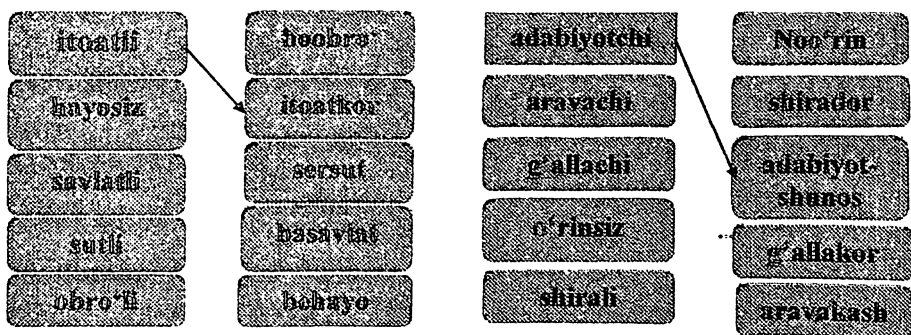 itoatli
hayosiz
savlatli
sutli
obro‘li
boobro‘
itoatkor
sersut
basavlat
behayo
adabiyotchi
aravachi
g‘allachi
o‘rinsiz
shirali
Noo‘rin
shirador
adabiyot-
shunos
g‘allakor
aravakash